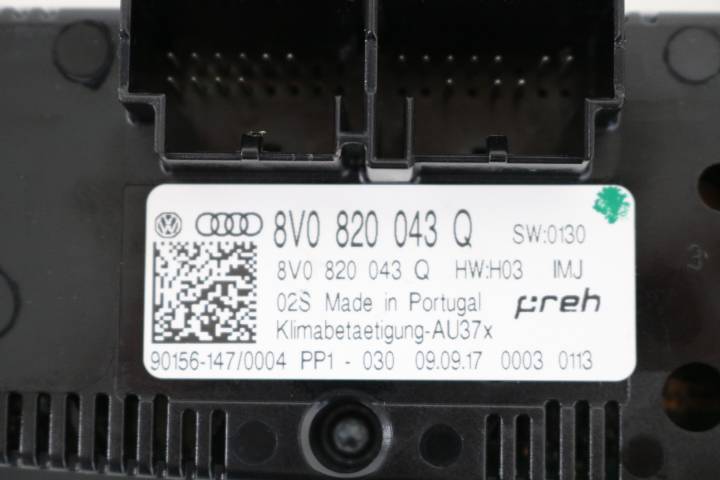 8V0 820 043 Q SW:0130
8V0 820 043 Q HW:H03 IMJ
02S Made in Portugal preh
Klimabetaetigung-AU37x
90156-147/0004 PP1 - 030 09.09.17 0003 0113